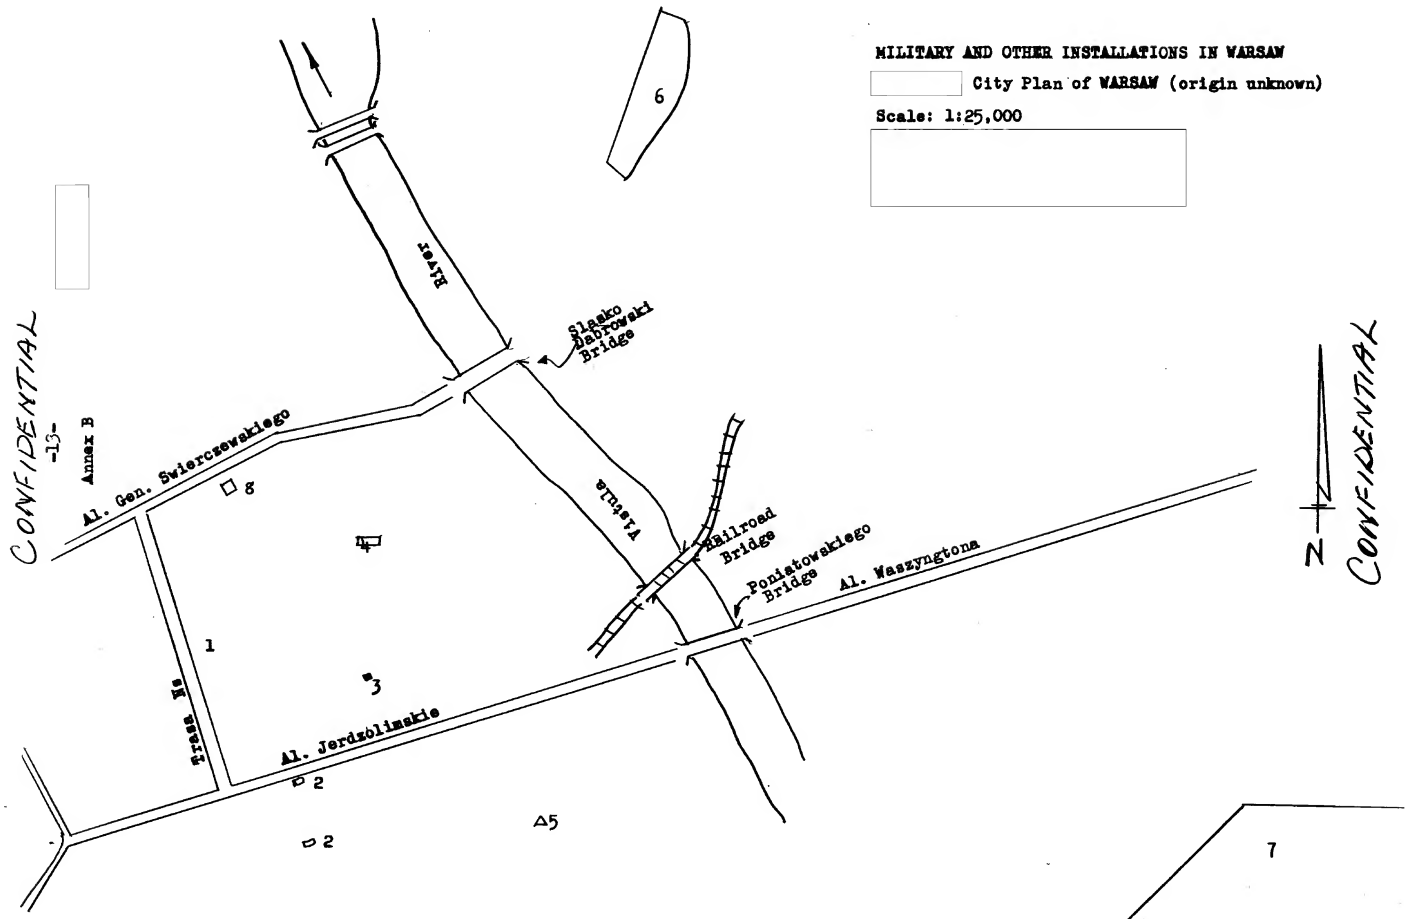 MILITARY AND OTHER INSTALLATIONS IN WARSAW
City Plan of WARSAW (origin unknown)
Scale: 1:25,000
6
River
Slasko
Dabrowski
Bridge
CONFIDENTIAL
-13-
Annex B
Al. Gen. Swierczewskiego
8
4
Vistula
Railroad
Bridge
Poniatowskiego
Bridge
Al. Waszyngtona
N
CONFIDENTIAL
1
Trasa Ns
3
Al. Jerdzolimskie
2
2
5
7